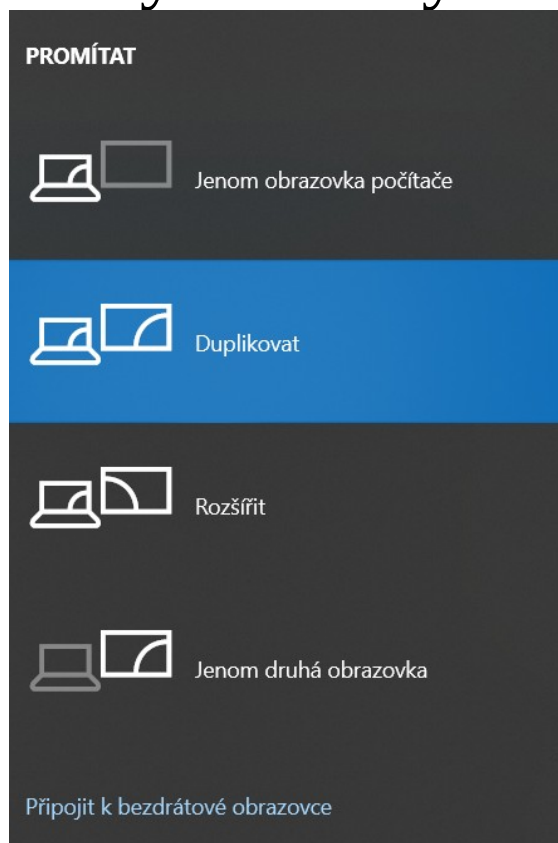 PROMÍTAT
Jenom obrazovka počítače
Duplikovat
Rozšířit
Jenom druhá obrazovka
Připojit k bezdrátové obrazovce